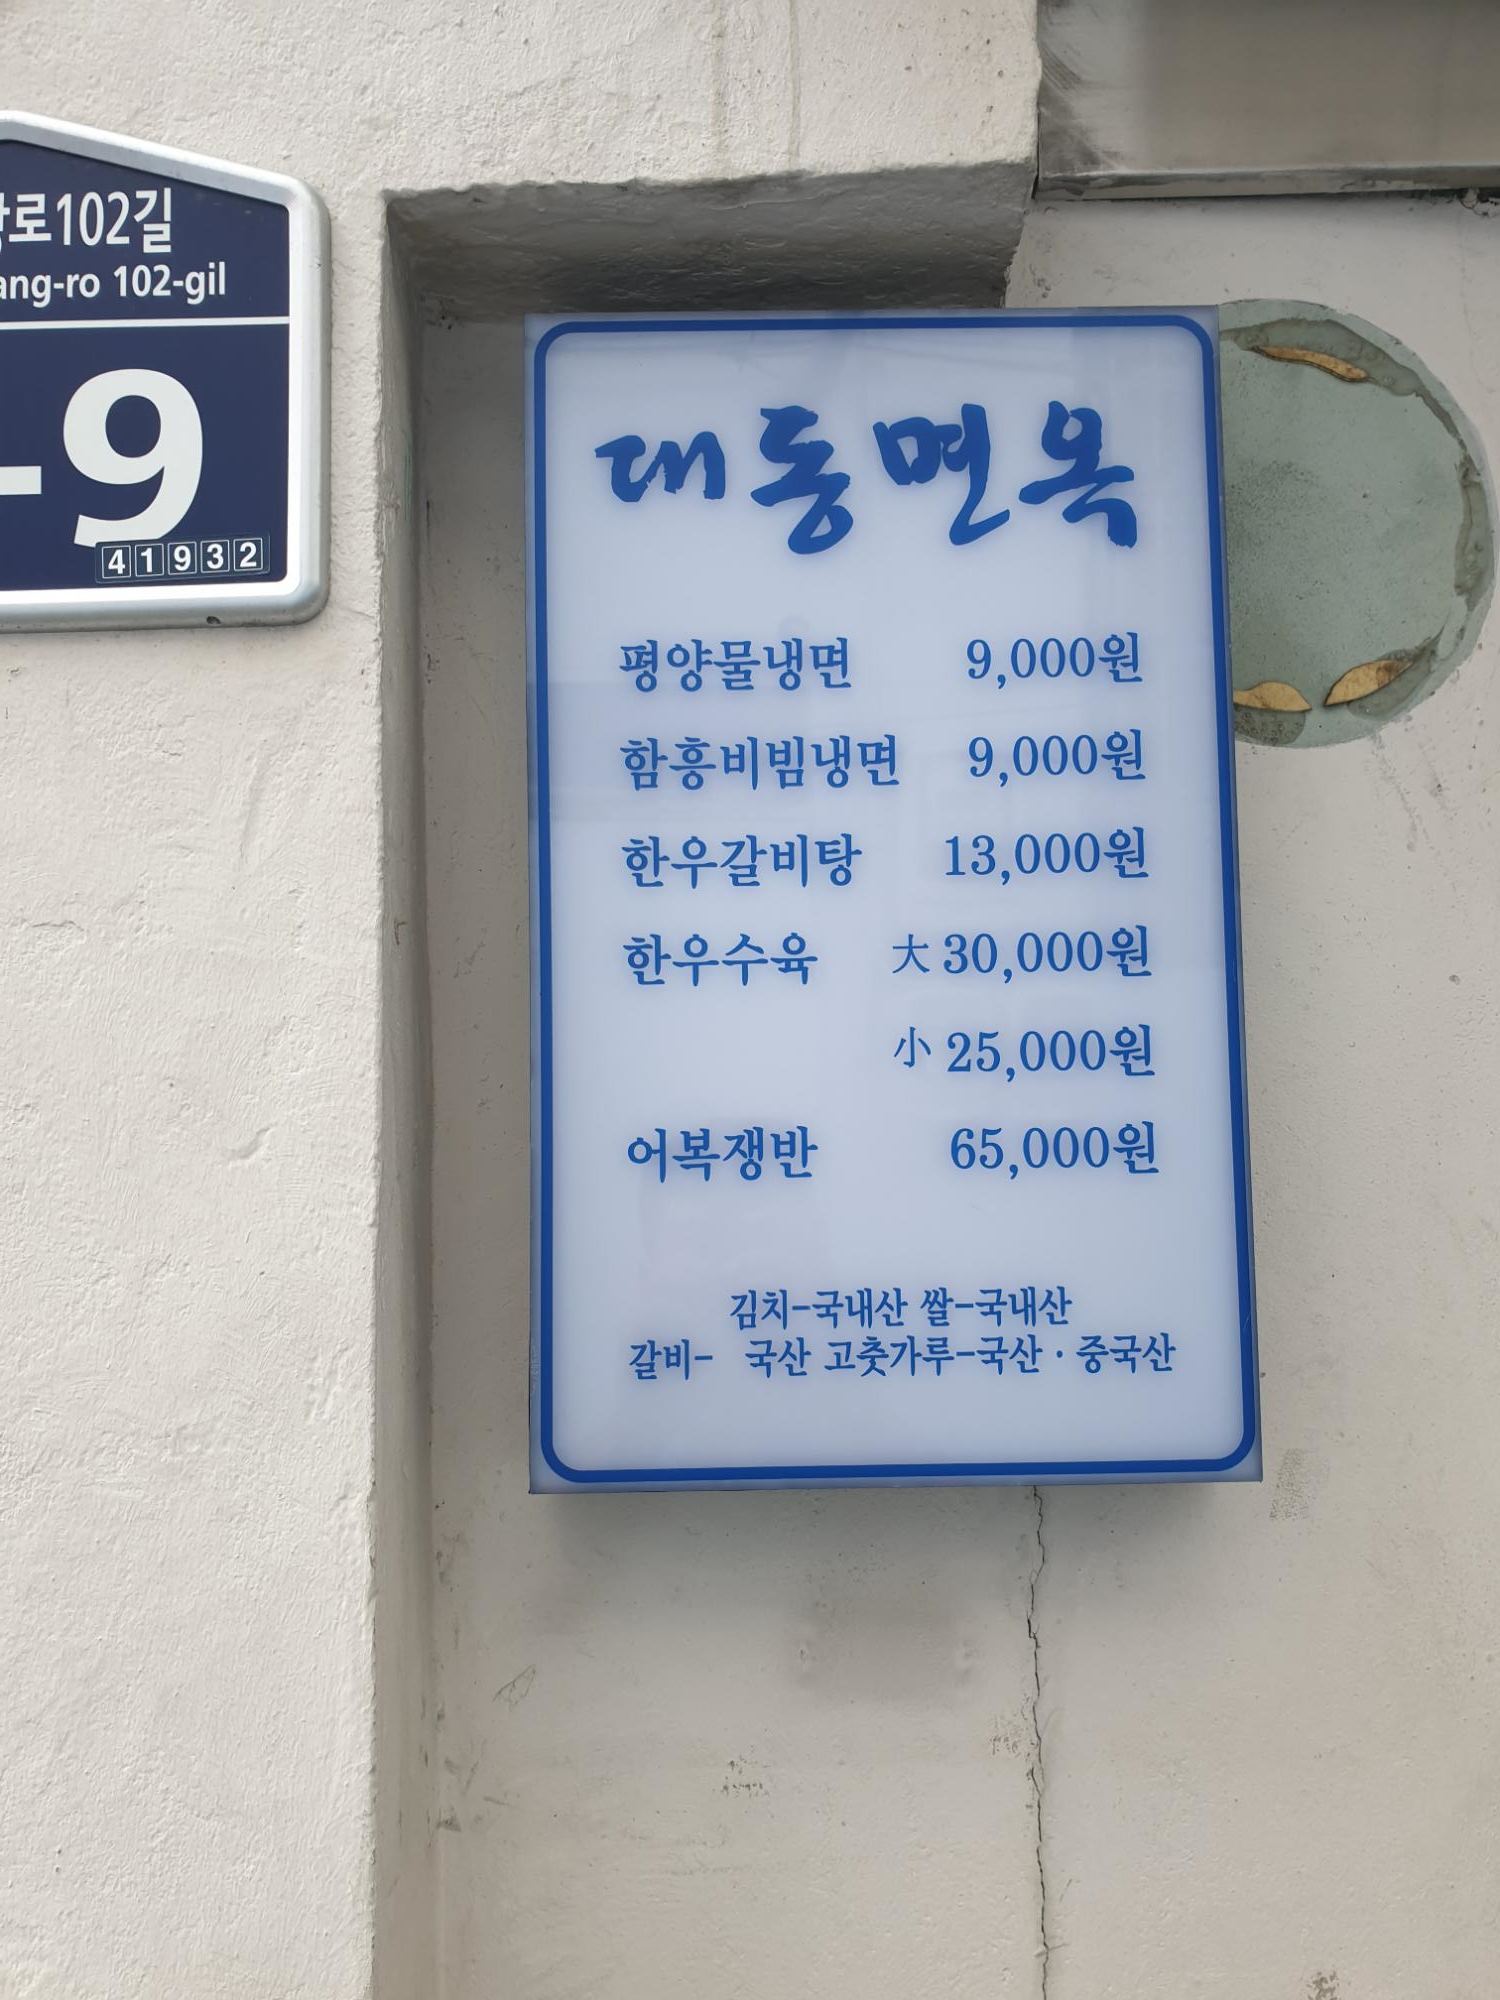 로102길
ang-ro 102-gil
-9
41932
대동면옥
평양물냉면 9,000원
함흥비빔냉면 9,000원
한우갈비탕 13,000원
한우수육 大 30,000원
小 25,000원
어복쟁반 65,000원
김치-국내산 쌀-국내산
갈비- 국산 고춧가루-국산·중국산